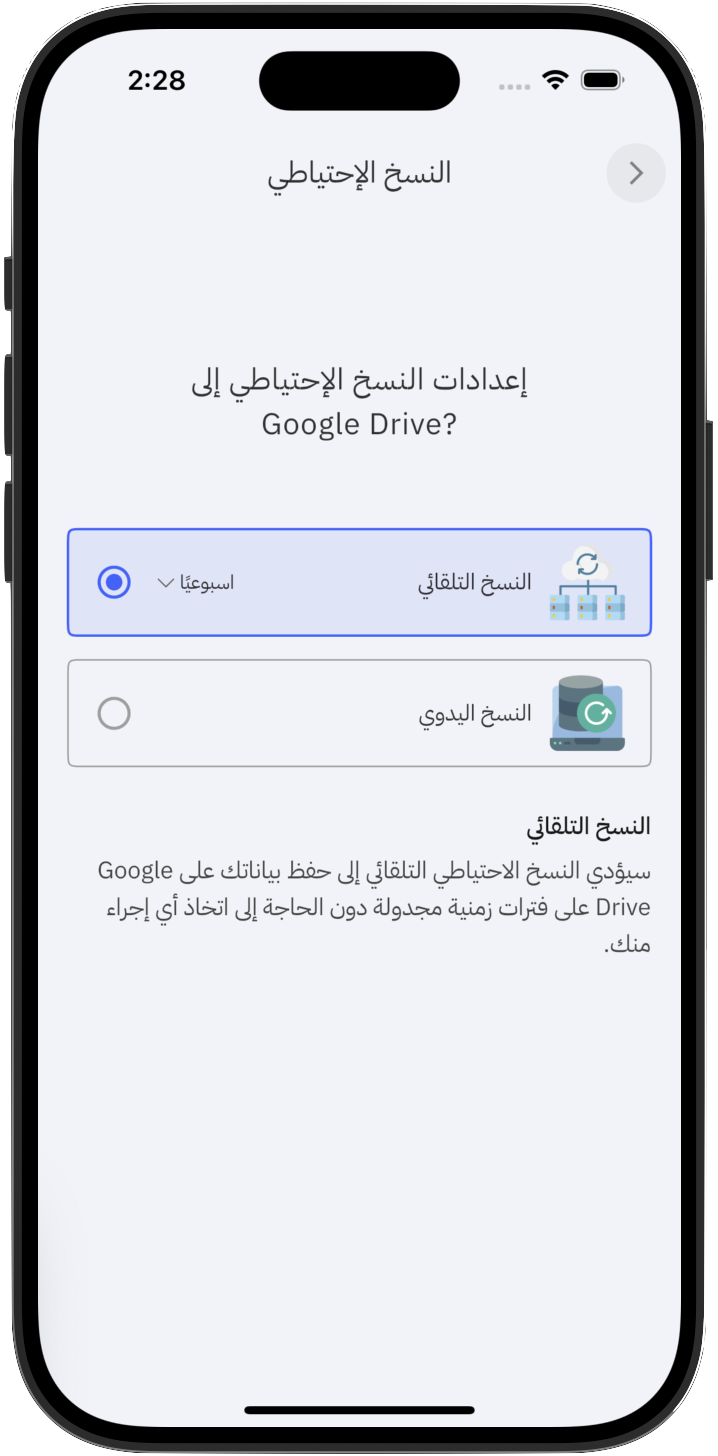 2:28
النسخ الإحتياطي
إعدادات النسخ الإحتياطي إلى
Google Drive?
النسخ التلقائي اسبوعيًا
النسخ اليدوي
النسخ التلقائي
سيؤدي النسخ الاحتياطي التلقائي إلى حفظ بياناتك على Google
Drive على فترات زمنية مجدولة دون الحاجة إلى اتخاذ أي إجراء
منك.